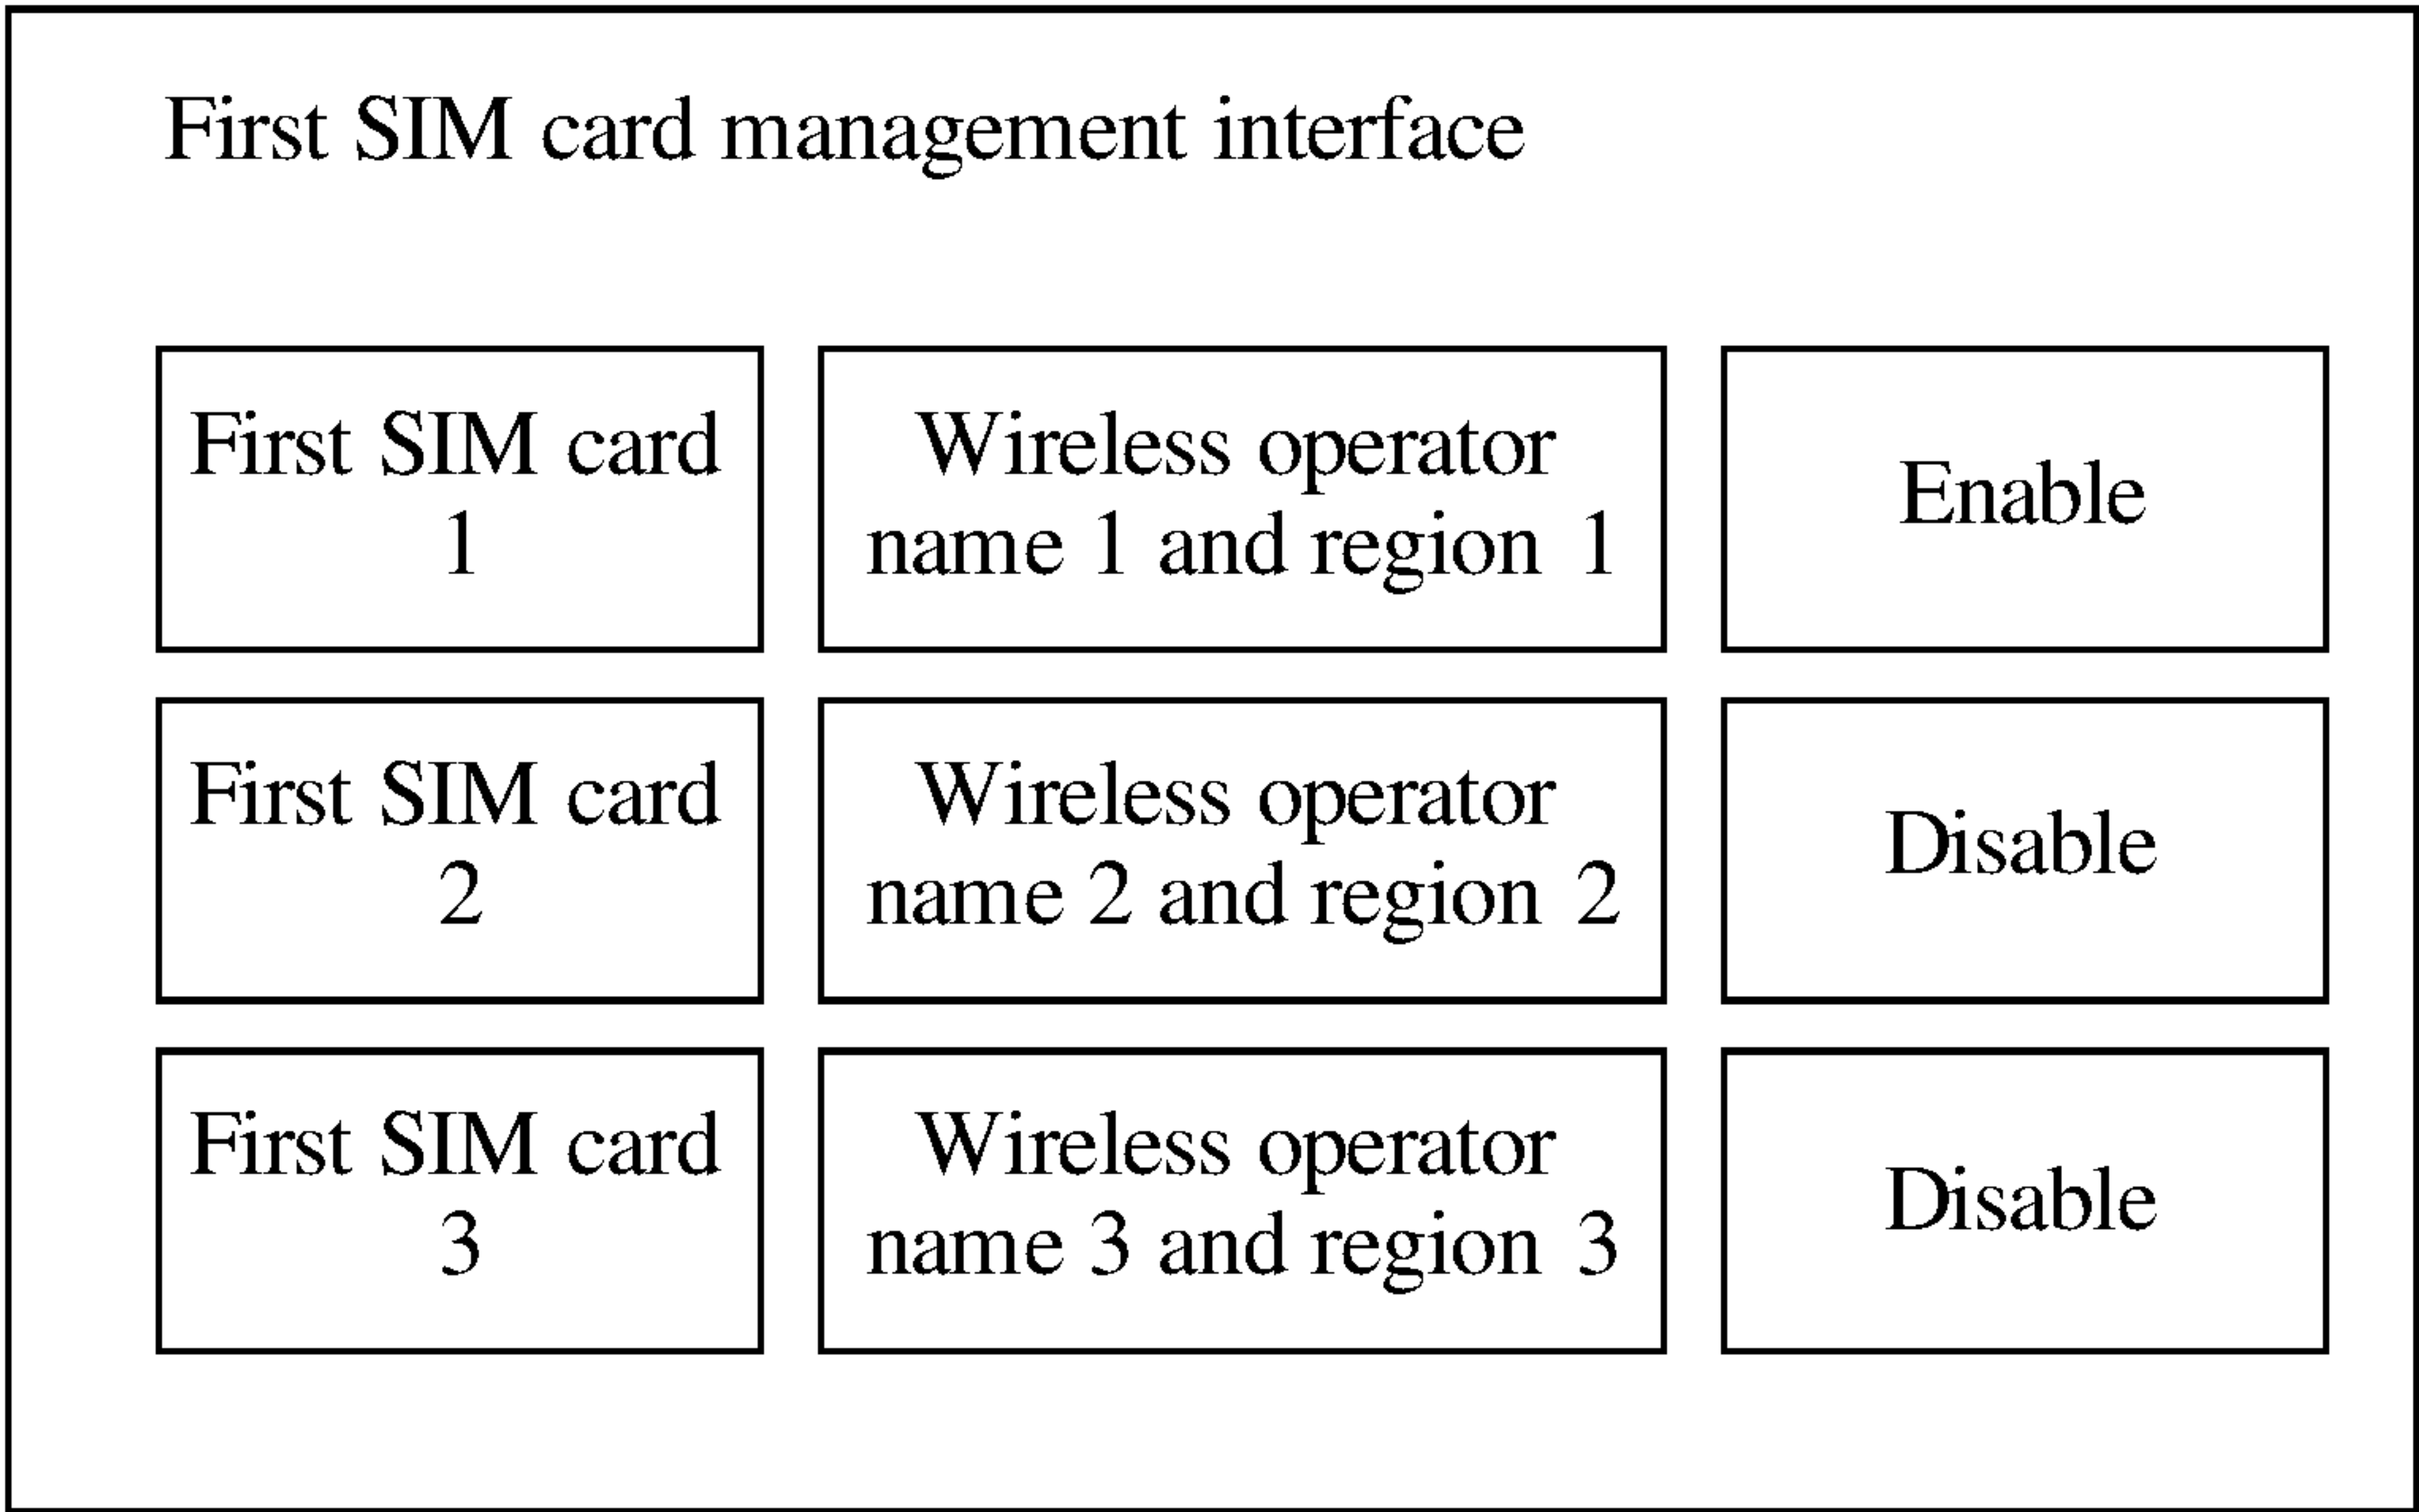 First SIM card management interface
First SIM card
1
Wireless operator
name 1 and region 1
Enable
First SIM card
2
Wireless operator
name 2 and region 2
Disable
First SIM card
3
Wireless operator
name 3 and region 3
Disable